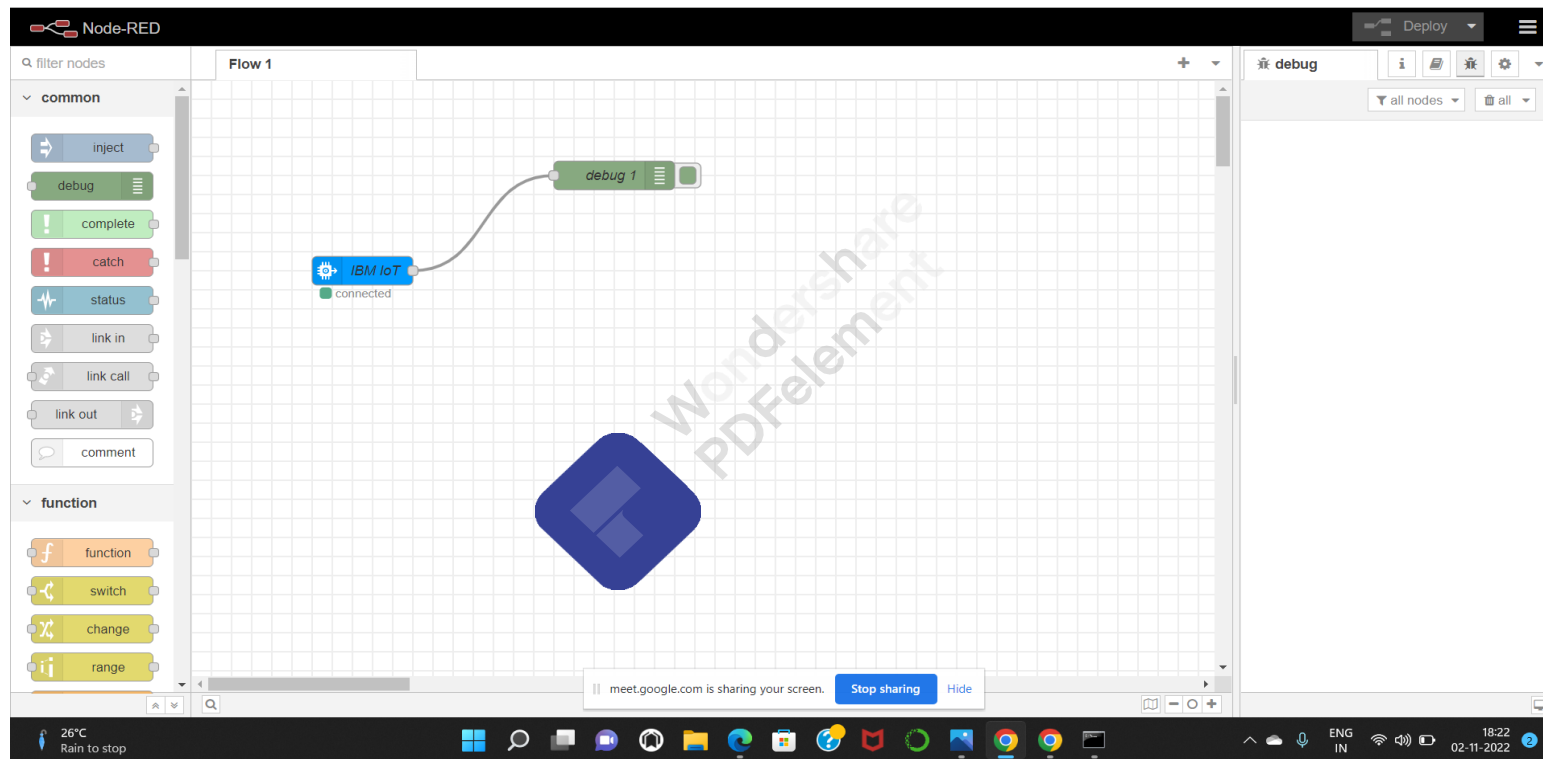 Node-RED
Deploy
filter nodes
Flow 1
debug
i
all nodes
all
common
inject
debug
complete
catch
status
link in
link call
link out
comment
function
function
switch
change
range
debug 1
IBM IoT
connected
Wondershare
PDFelement
meet.google.com is sharing your screen.
Stop sharing
Hide
26°C
Rain to stop
ENG
IN
18:22
02-11-2022
2